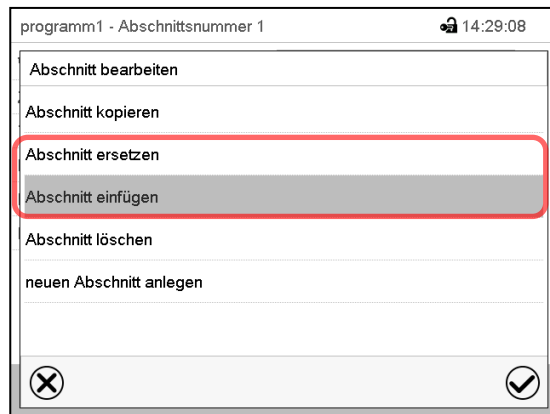 programm1 - Abschnittsnummer 1 14:29:08
Abschnitt bearbeiten
Abschnitt kopieren
Abschnitt ersetzen
Abschnitt einfügen
Abschnitt löschen
neuen Abschnitt anlegen